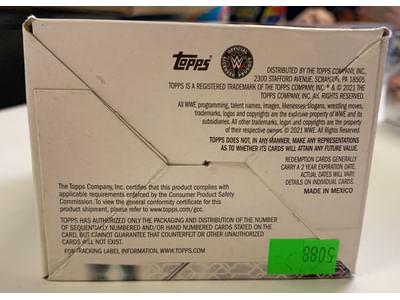 Topps
OFFICIAL
W
DISTRIBUTED BY THE TOPPS COMPANY, INC.,
2300 STAFFORD AVENUE, SCRANTON, PA 18505.
TOPPS IS A REGISTERED TRADEMARK OF THE TOPPS COMPANY, INC.® & © 2021 THE
TOPPS COMPANY, INC. ALL RIGHTS RESERVED.
All WWE programming, talent names, images, likenesses, slogans, wrestling moves,
trademarks, logos and copyrights are the exclusive property of WWE and its
subsidiaries. All other trademarks, logos and copyrights are the property
of their respective owners. © 2021 WWE. All Rights Reserved.
TOPPS DOES NOT, IN ANY MANNER, MAKE REPRESENTATIONS
AS TO WHETHER ITS CARDS WILL ATTAIN ANY FUTURE VALUE.
REDEMPTION CARDS GENERALLY
CARRY A 2 YEAR EXPIRATION DATE.
ACTUAL DATES WILL VARY.
DETAILS ON INDIVIDUAL CARDS.
MADE IN MEXICO
The Topps Company, Inc. certifies that this product complies with
applicable requirements enforced by the Consumer Product Safety
Commission. To view the general conformity certificate for this
product shipment, please refer to www.topps/gcc.
TOPPS HAS AUTHORIZED ONLY THE PACKAGING AND DISTRIBUTION OF THE NUMBER
OF SEQUENTIALLY NUMBERED AND/OR HAND NUMBERED CARDS STATED ON THE
CARD, BUT CANNOT GUARANTEE THAT COUNTERFEIT OR OTHER UNAUTHORIZED
CARDS WILL NOT EXIST.
FOR TRACKING LABEL INFORMATION, WWW.TOPPS.COM
5088